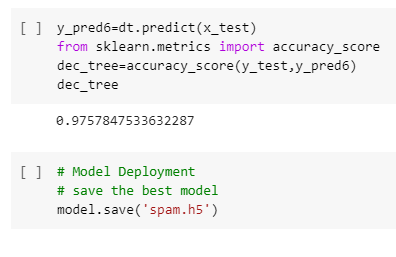 [ ] y_pred6=dt.predict(x_test)
from sklearn.metrics import accuracy_score
dec_tree=accuracy_score(y_test,y_pred6)
dec_tree
0.9757847533632287
[ ] # Model Deployment
# save the best model
model.save('spam.h5')